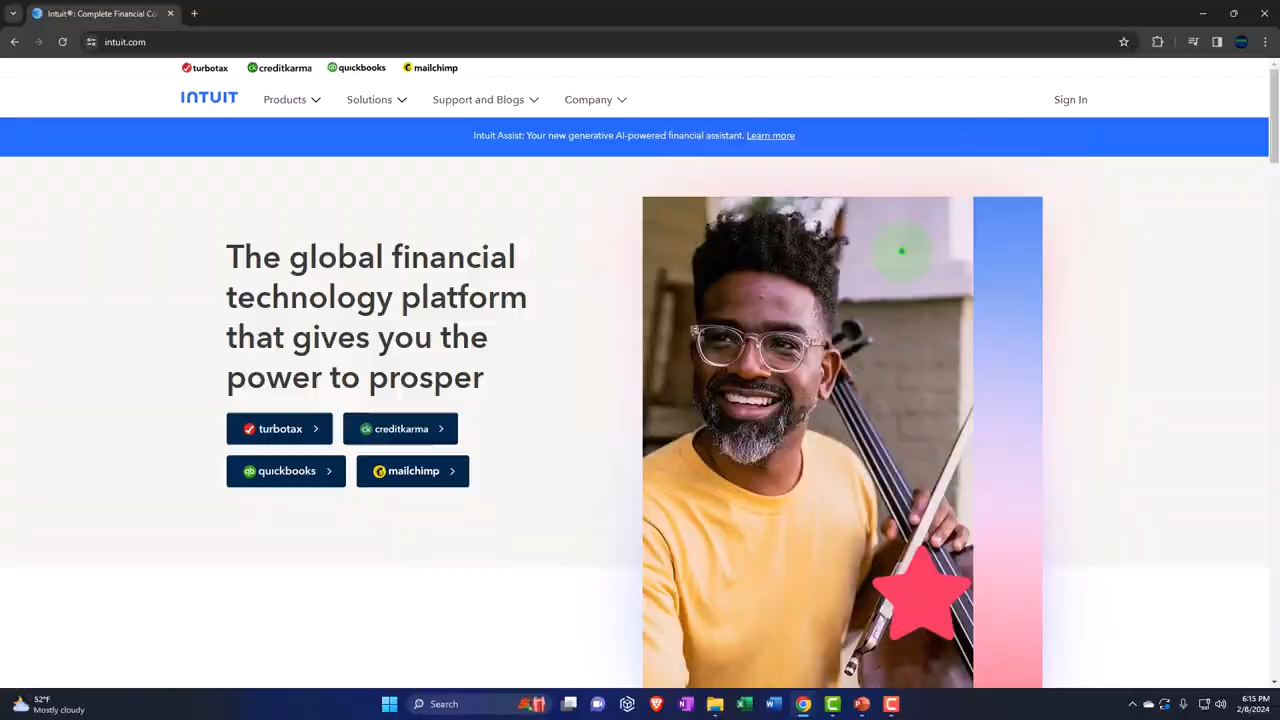 Intuit®: Complete Financial Co
intuit.com
turbotax
creditkarma
quickbooks
mailchimp
INTUIT
Products
Solutions
Support and Blogs
Company
Sign In
Intuit Assist: Your new generative AI-powered financial assistant. Learn more
The global financial
technology platform
that gives you the
power to prosper
turbotax
creditkarma
quickbooks
mailchimp
52°F
Mostly cloudy
Search
6:15 PM
2/8/2024